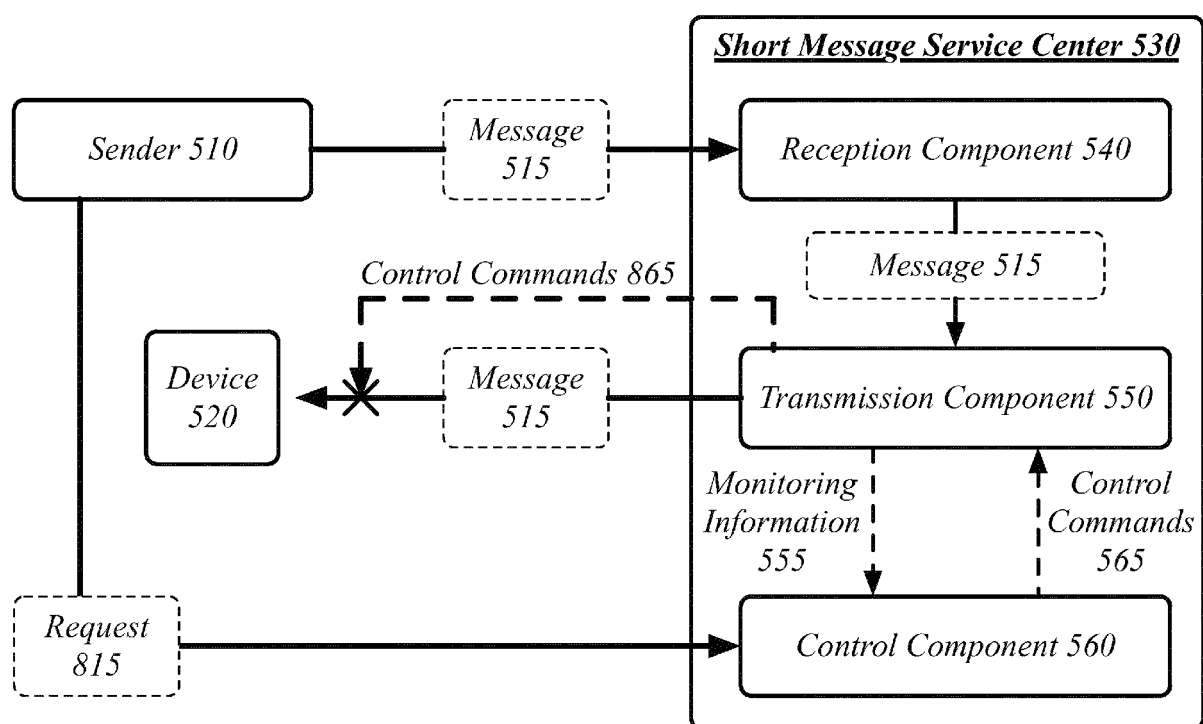 Short Message Service Center 530
Sender 510
Message
515
Reception Component 540
Message 515
Control Commands 865
Device
520
Message
515
Transmission Component 550
Monitoring
Information
555
Control
Commands
565
Request
815
Control Component 560